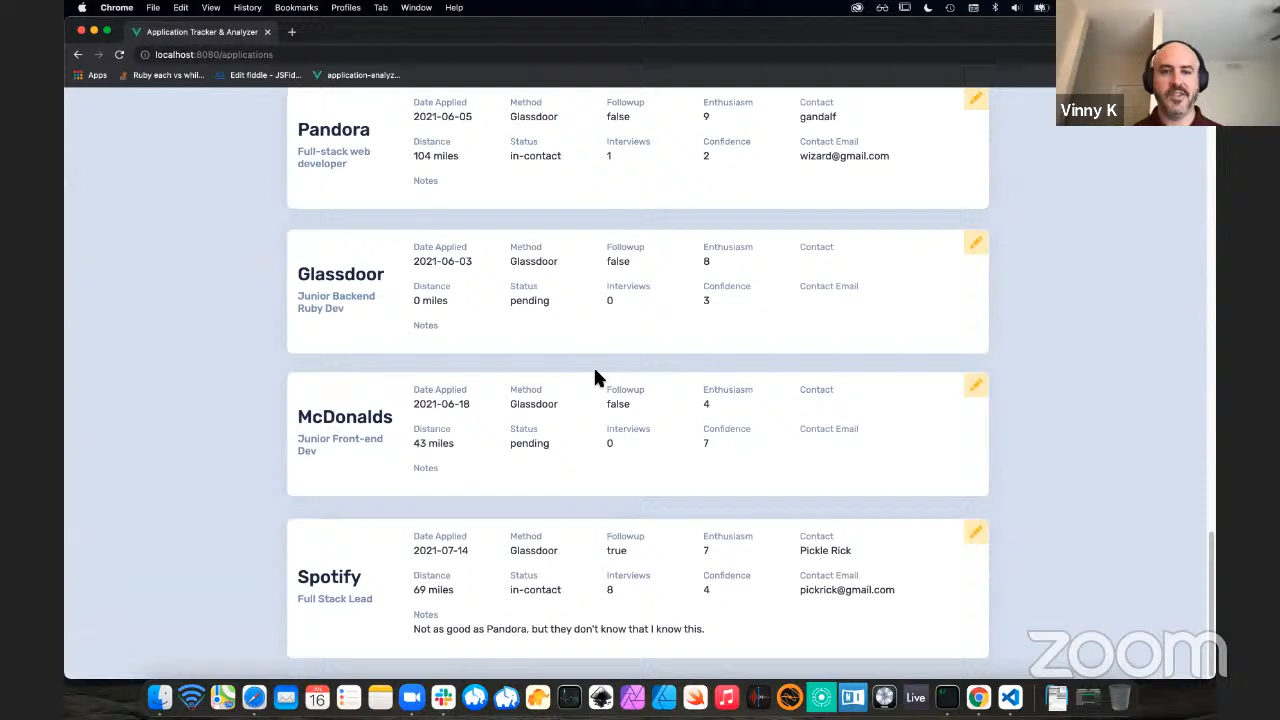 Chrome File Edit View History Bookmarks Profiles Tab Window Help
Application Tracker & Analyzer
localhost:8080/applications
Apps Ruby each vs whil... Edit fiddle - JSFid... application-analyz...
Vinny K
Pandora
Full-stack web
developer
Date Applied Method Followup Enthusiasm Contact
2021-06-05 Glassdoor false 9 gandalf
Distance Status Interviews Confidence Contact Email
104 miles in-contact 1 2 wizard@gmail.com
Notes
Glassdoor
Junior Backend
Ruby Dev
Date Applied Method Followup Enthusiasm Contact
2021-06-03 Glassdoor false 8
Distance Status Interviews Confidence Contact Email
0 miles pending 0 3
Notes
McDonalds
Junior Front-end
Dev
Date Applied Method Followup Enthusiasm Contact
2021-06-18 Glassdoor false 4
Distance Status Interviews Confidence Contact Email
43 miles pending 0 7
Notes
Spotify
Full Stack Lead
Date Applied Method Followup Enthusiasm Contact
2021-07-14 Glassdoor true 7 Pickle Rick
Distance Status Interviews Confidence Contact Email
69 miles in-contact 8 4 pickrick@gmail.com
Notes
Not as good as Pandora, but they don't know that I know this.
zoom
16
Live